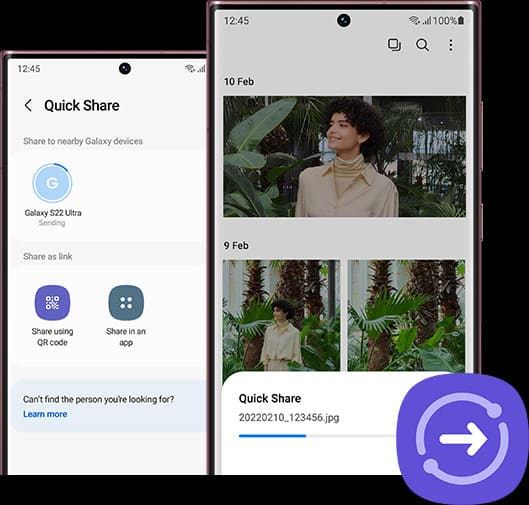 12:45
Quick Share
Share to nearby Galaxy devices
G
Galaxy S22 Ultra
Sending
Share as link
Share using
QR code
Share in an
app
Can't find the person you're looking for?
Learn more
12:45
100%
10 Feb
9 Feb
Quick Share
20220210_123456.jpg